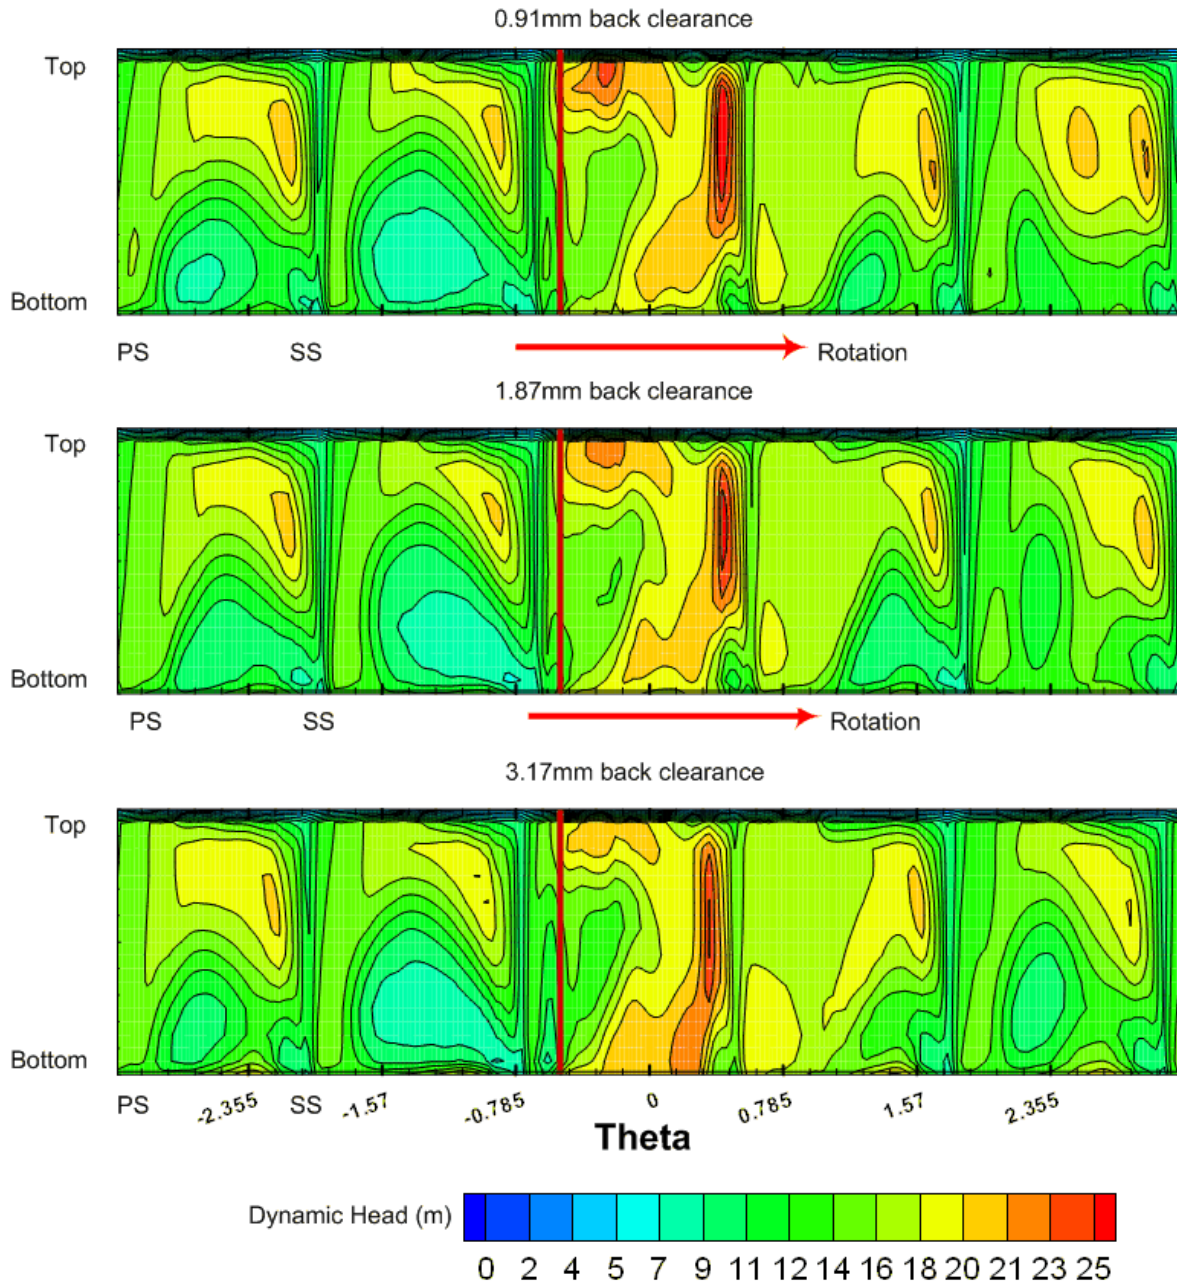 0.91mm back clearance
Top
Bottom
PS SS Rotation
1.87mm back clearance
Top
Bottom
PS SS Rotation
3.17mm back clearance
Top
Bottom
PS -2.355 SS -1.57 -0.785 0 0.785 1.57 2.355
Theta
Dynamic Head (m)
0 2 4 5 7 9 11 12 14 16 18 20 21 23 25